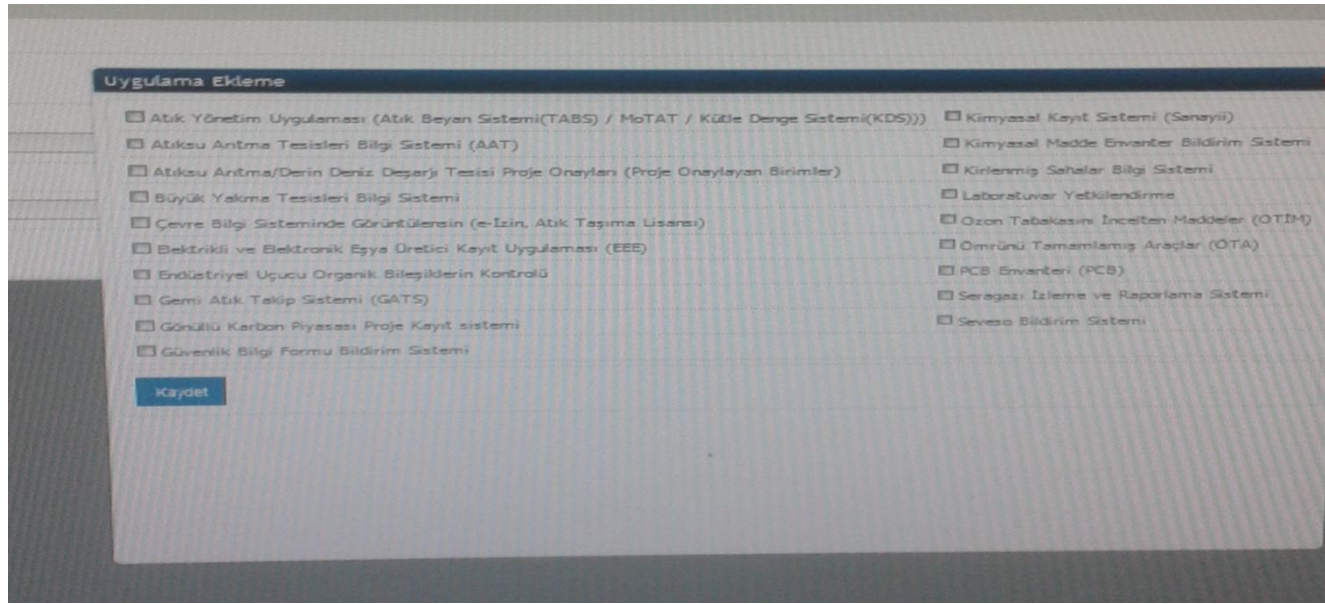 Uygulama Ekleme
Atık Yönetim Uygulaması (Atık Beyan Sistemi(TABS) / MoTAT / Kütle Denge Sistemi(KDS)))
Atıksu Arıtma Tesisleri Bilgi Sistemi (AAT)
Atıksu Arıtma/Derin Deniz Deşarjı Tesisi Proje Onayları (Proje Onaylayan Birimler)
Büyük Yakma Tesisleri Bilgi Sistemi
Çevre Bilgi Sisteminde Görüntülensin (e-İzin, Atık Taşıma Lisansı)
Elektrikli ve Elektronik Eşya Üretici Kayıt Uygulaması (EEE)
Endüstriyel Uçucu Organik Bileşiklerin Kontrolü
Gemi Atık Takip Sistemi (GATS)
Gönüllü Karbon Piyasası Proje Kayıt sistemi
Güvenlik Bilgi Formu Bildirim Sistemi
Kimyasal Kayıt Sistemi (Sanayii)
Kimyasal Madde Envanter Bildirim Sistemi
Kirlenmiş Sahalar Bilgi Sistemi
Laboratuvar Yetkilendirme
Ozon Tabakasını İncelten Maddeler (OTİM)
Ömrünü Tamamlamış Araçlar (ÖTA)
PCB Envanteri (PCB)
Seragazı İzleme ve Raporlama Sistemi
Seveso Bildirim Sistemi
Kaydet